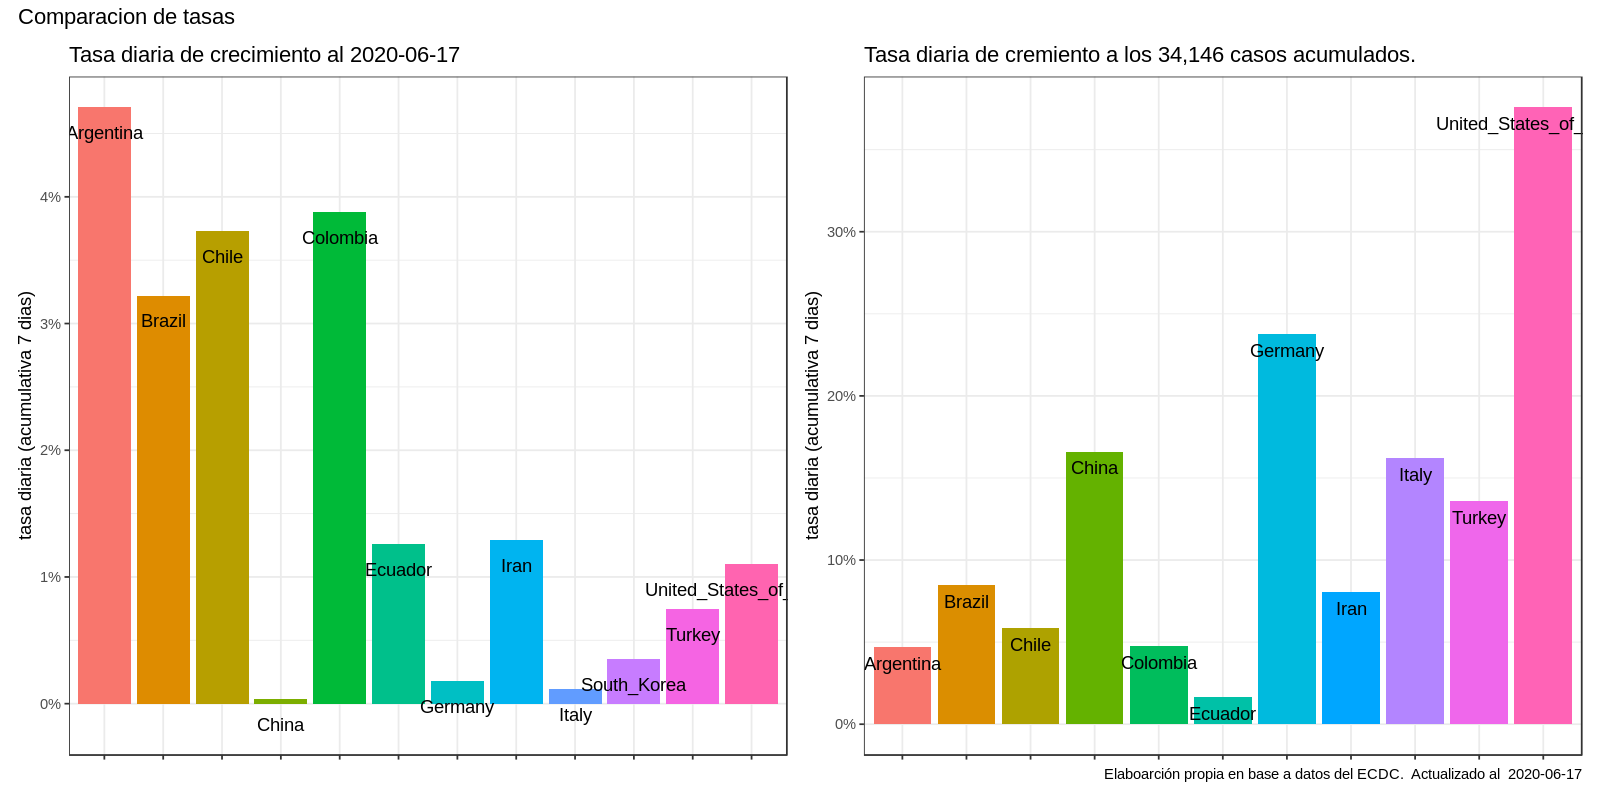 Comparacion de tasas
Tasa diaria de crecimiento al 2020-06-17
tasa diaria (acumulativa 7 dias)
4%
3%
2%
1%
0%
Argentina
Brazil
Chile
China
Colombia
Ecuador
Germany
Iran
Italy
South_Korea
Turkey
United_States_of_
Tasa diaria de cremiento a los 34,146 casos acumulados.
tasa diaria (acumulativa 7 dias)
30%
20%
10%
0%
Argentina
Brazil
Chile
China
Colombia
Ecuador
Germany
Iran
Italy
Turkey
United_States_of_
Elaboarción propia en base a datos del ECDC.  Actualizado al  2020-06-17